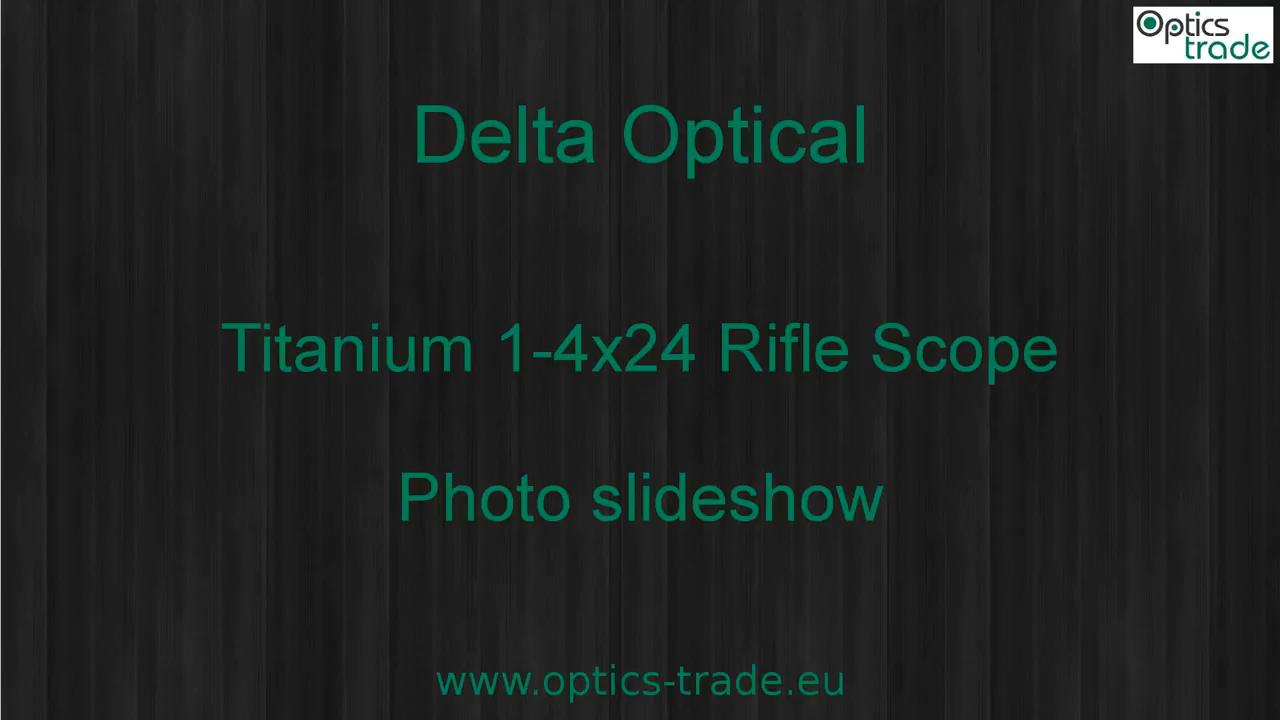 Optics
trade
Delta Optical
Titanium 1-4x24 Rifle Scope
Photo slideshow
www.optics-trade.eu